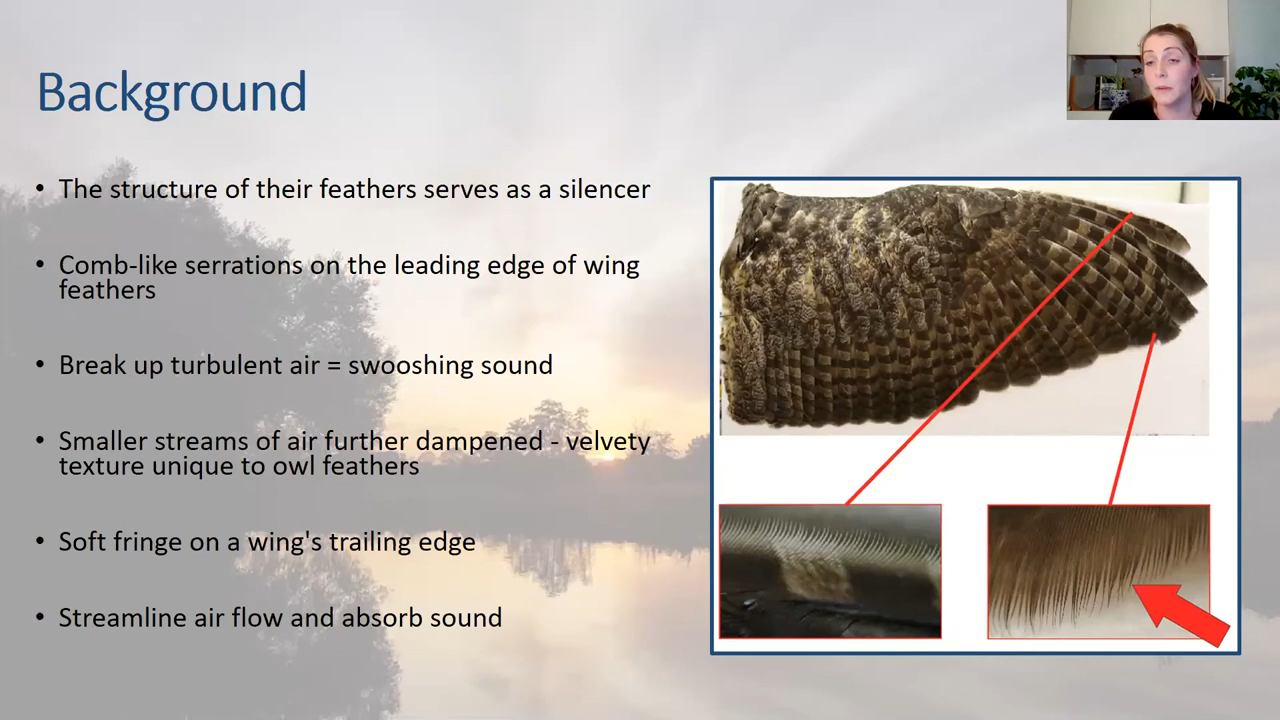 Background
• The structure of their feathers serves as a silencer
• Comb-like serrations on the leading edge of wing
feathers
• Break up turbulent air = swooshing sound
• Smaller streams of air further dampened - velvety
texture unique to owl feathers
• Soft fringe on a wing's trailing edge
• Streamline air flow and absorb sound